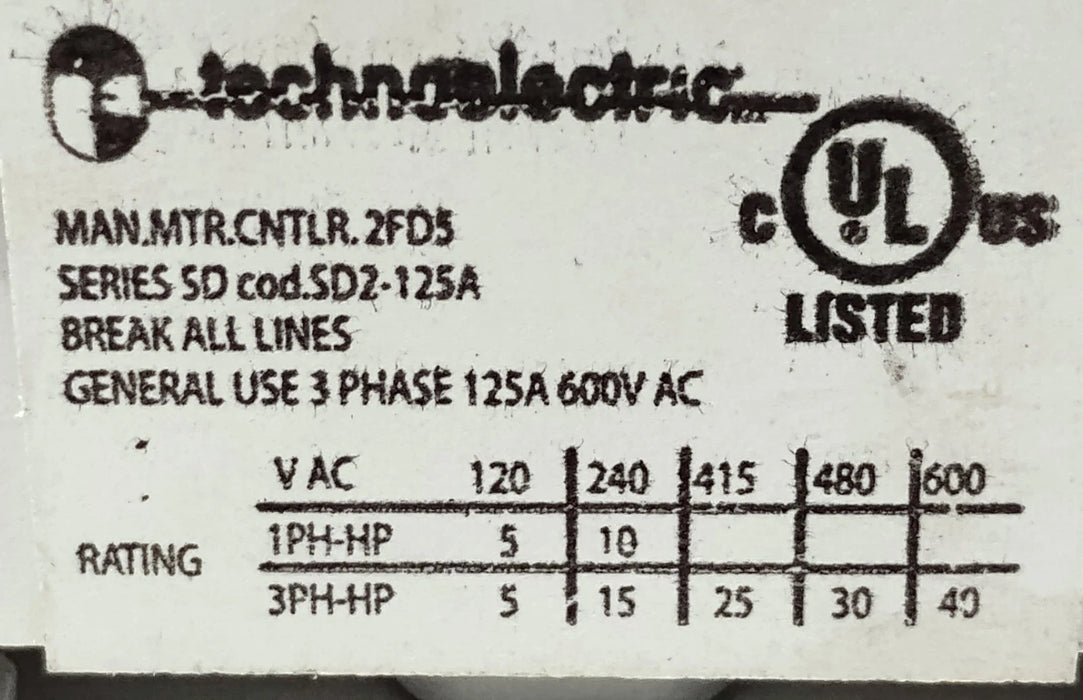 technoelectric
C UL US
LISTED
MAN.MTR.CNTLR. 2FD5
SERIES SD cod.SD2-125A
BREAK ALL LINES
GENERAL USE 3 PHASE 125A 600V AC
V AC 120 240 415 480 600
RATING
1PH-HP 5 10
3PH-HP 5 15 25 30 40